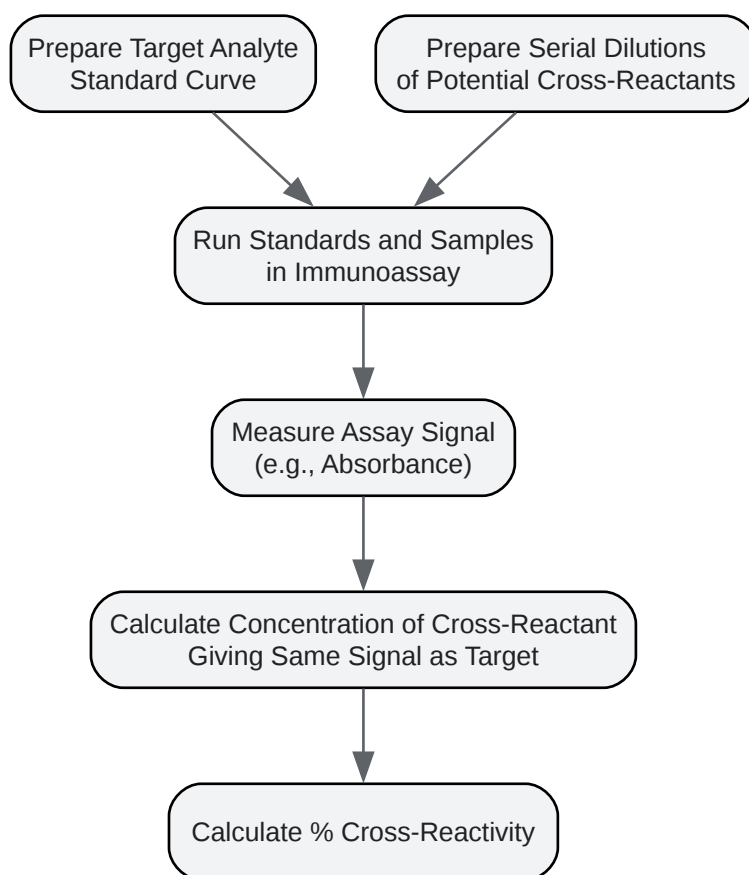 Prepare Target Analyte
Standard Curve
Prepare Serial Dilutions
of Potential Cross-Reactants
Run Standards and Samples
in Immunoassay
Measure Assay Signal
(e.g., Absorbance)
Calculate Concentration of Cross-Reactant
Giving Same Signal as Target
Calculate % Cross-Reactivity